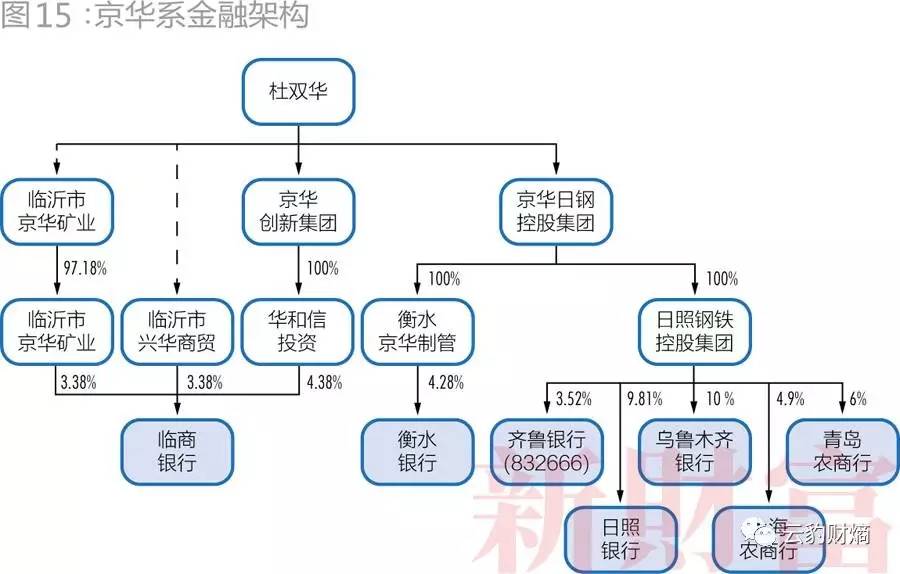 图15：京华系金融架构
杜双华
临沂市
京华矿业
京华
创新集团
京华日钢
控股集团
97.18%
100%
100%
100%
临沂市
京华矿业
临沂市
兴华商贸
华和信
投资
衡水
京华制管
日照钢铁
控股集团
3.38%
3.38%
4.38%
4.28%
3.52%
9.81%
10 %
4.9%
6%
临商
银行
衡水
银行
齐鲁银行
(832666)
乌鲁木齐
银行
青岛
农商行
日照
银行
海
农商行
新财富
云豹财熵